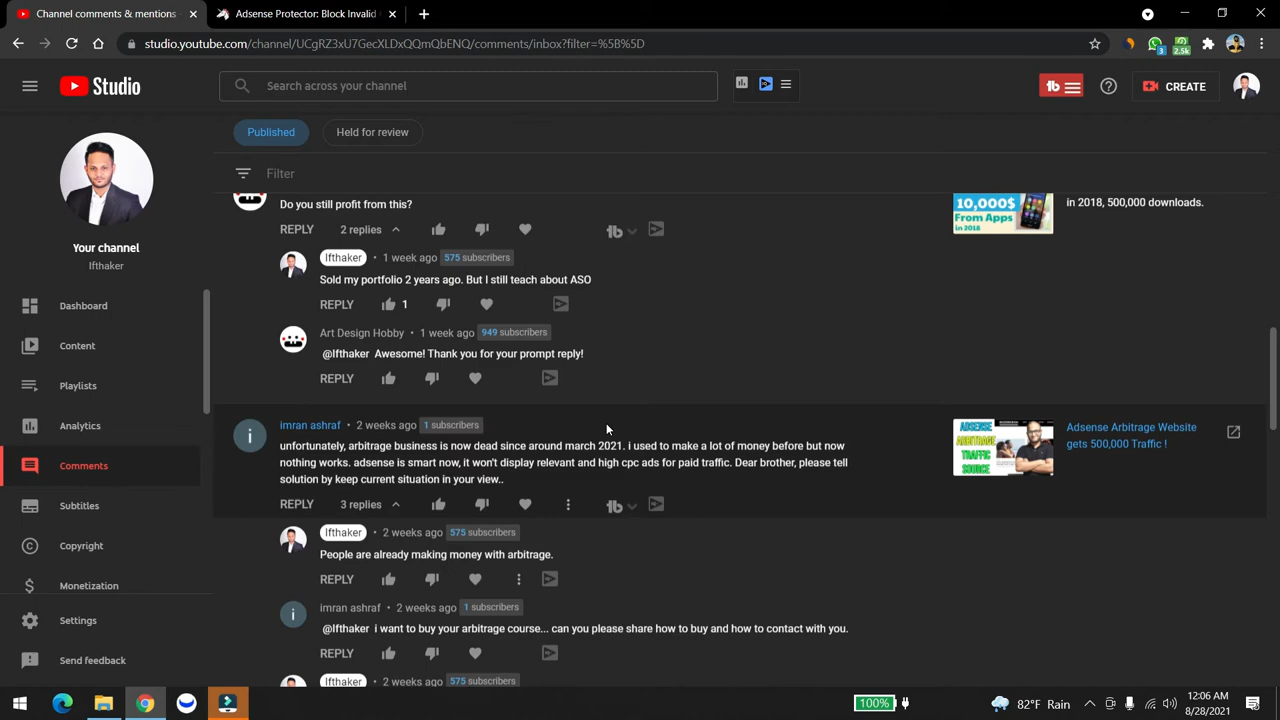 Channel comments & mentions
Adsense Protector: Block Invalid
studio.youtube.com/channel/UCgRZ3xU7GecXLDxQQmQbENQ/comments/inbox?filter=%5B%5D
3
2.5k
Studio
Search across your channel
CREATE
Published
Held for review
Filter
Your channel
Ifthaker
Dashboard
Content
Playlists
Analytics
Comments
Subtitles
Copyright
Monetization
Settings
Send feedback
Do you still profit from this?
REPLY 2 replies
10,000$
From Apps
in 2018
in 2018, 500,000 downloads.
Ifthaker • 1 week ago 575 subscribers
Sold my portfolio 2 years ago. But I still teach about ASO
REPLY 1
Art Design Hobby • 1 week ago 949 subscribers
@Ifthaker Awesome! Thank you for your prompt reply!
REPLY
imran ashraf • 2 weeks ago 1 subscribers
unfortunately, arbitrage business is now dead since around march 2021. i used to make a lot of money before but now
nothing works. adsense is smart now, it won't display relevant and high cpc ads for paid traffic. Dear brother, please tell
solution by keep current situation in your view..
REPLY 3 replies
ADSENSE
ARBITRAGE
TRAFFIC
SOURCE
Adsense Arbitrage Website
gets 500,000 Traffic !
Ifthaker • 2 weeks ago 575 subscribers
People are already making money with arbitrage.
REPLY
imran ashraf • 2 weeks ago 1 subscribers
@Ifthaker i want to buy your arbitrage course... can you please share how to buy and how to contact with you.
REPLY
Ifthaker • 2 weeks ago 575 subscribers
100%
82°F Rain
12:06 AM
8/28/2021